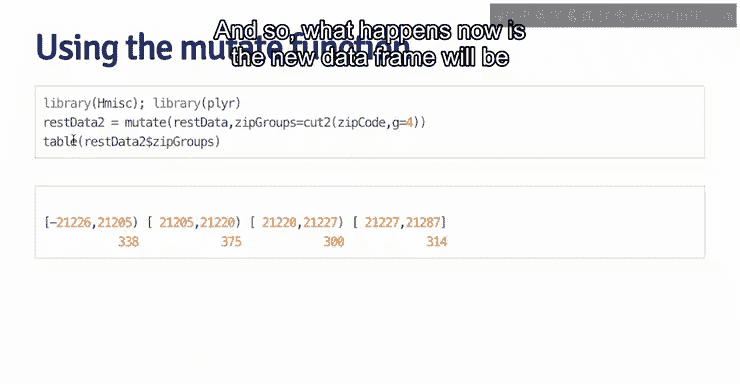 And so, what happens now is
the new data frame will be
Using the mutate function
library(Hmisc); library(plyr)
restData2 = mutate(restData,zipGroups=cut2(zipCode,g=4))
table(restData2$zipGroups)
[-21226,21205) [ 21205,21220) [ 21220,21227) [ 21227,21287]
338 375 300 314